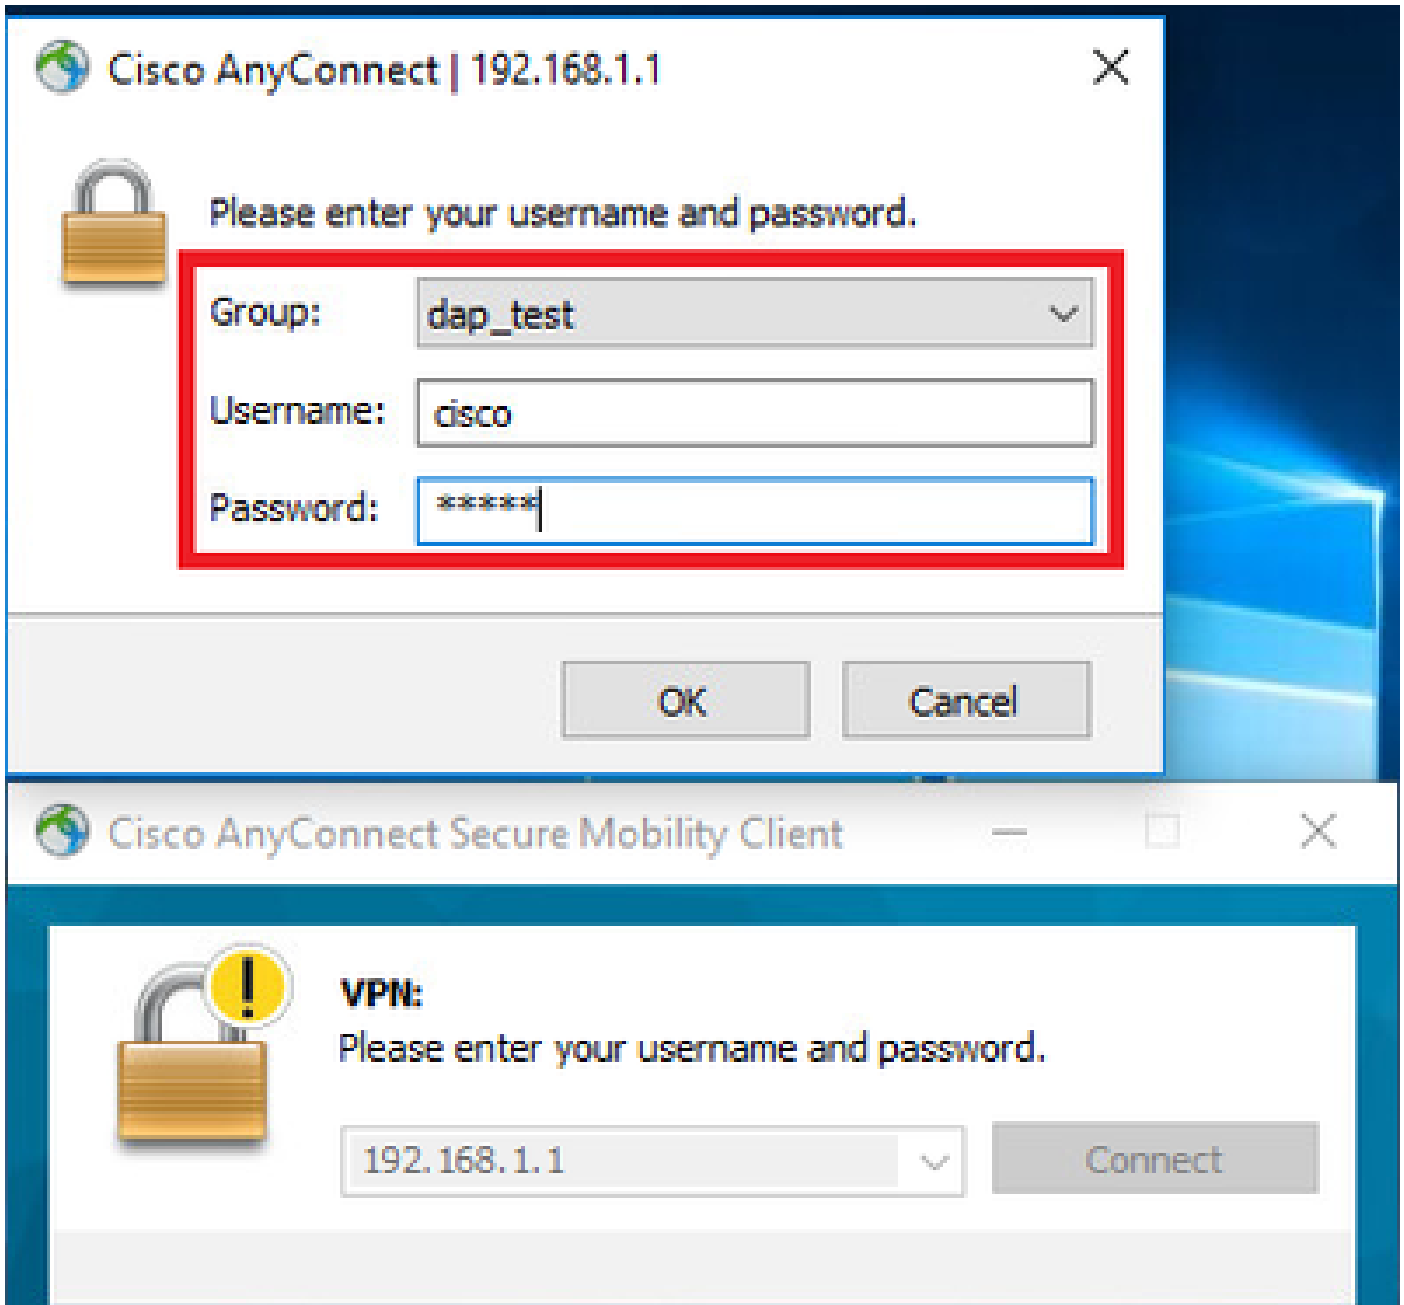 Cisco AnyConnect | 192.168.1.1
Please enter your username and password.
Group: dap_test
Username: cisco
Password: *****
OK Cancel
Cisco AnyConnect Secure Mobility Client
VPN:
Please enter your username and password.
192.168.1.1 Connect